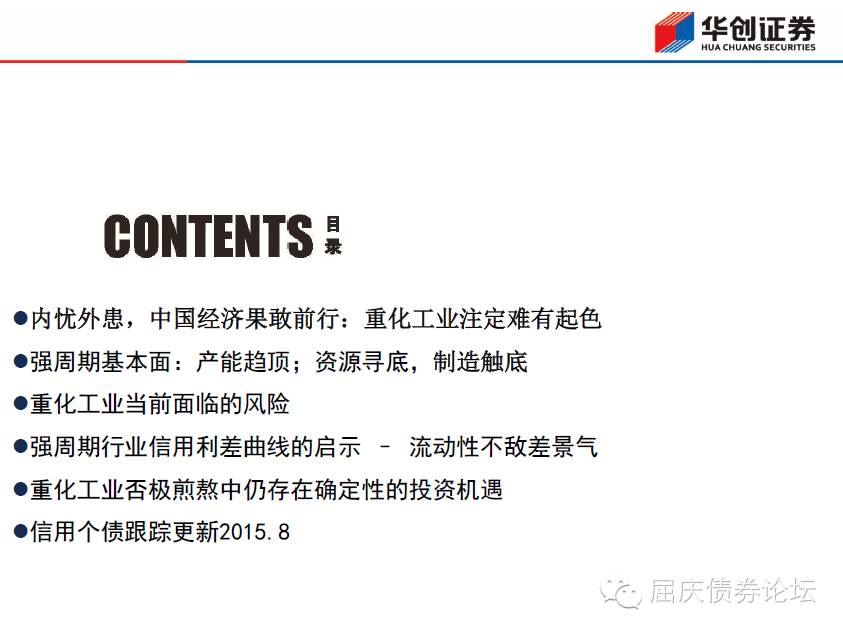 华创证券
HUA CHUANG SECURITIES
CONTENTS 目录
●内忧外患，中国经济果敢前行：重化工业注定难有起色
●强周期基本面：产能趋顶；资源寻底，制造触底
●重化工业当前面临的风险
●强周期行业信用利差曲线的启示 – 流动性不敌差景气
●重化工业否极煎熬中仍存在确定性的投资机遇
●信用个债跟踪更新2015.8
屈庆债券论坛